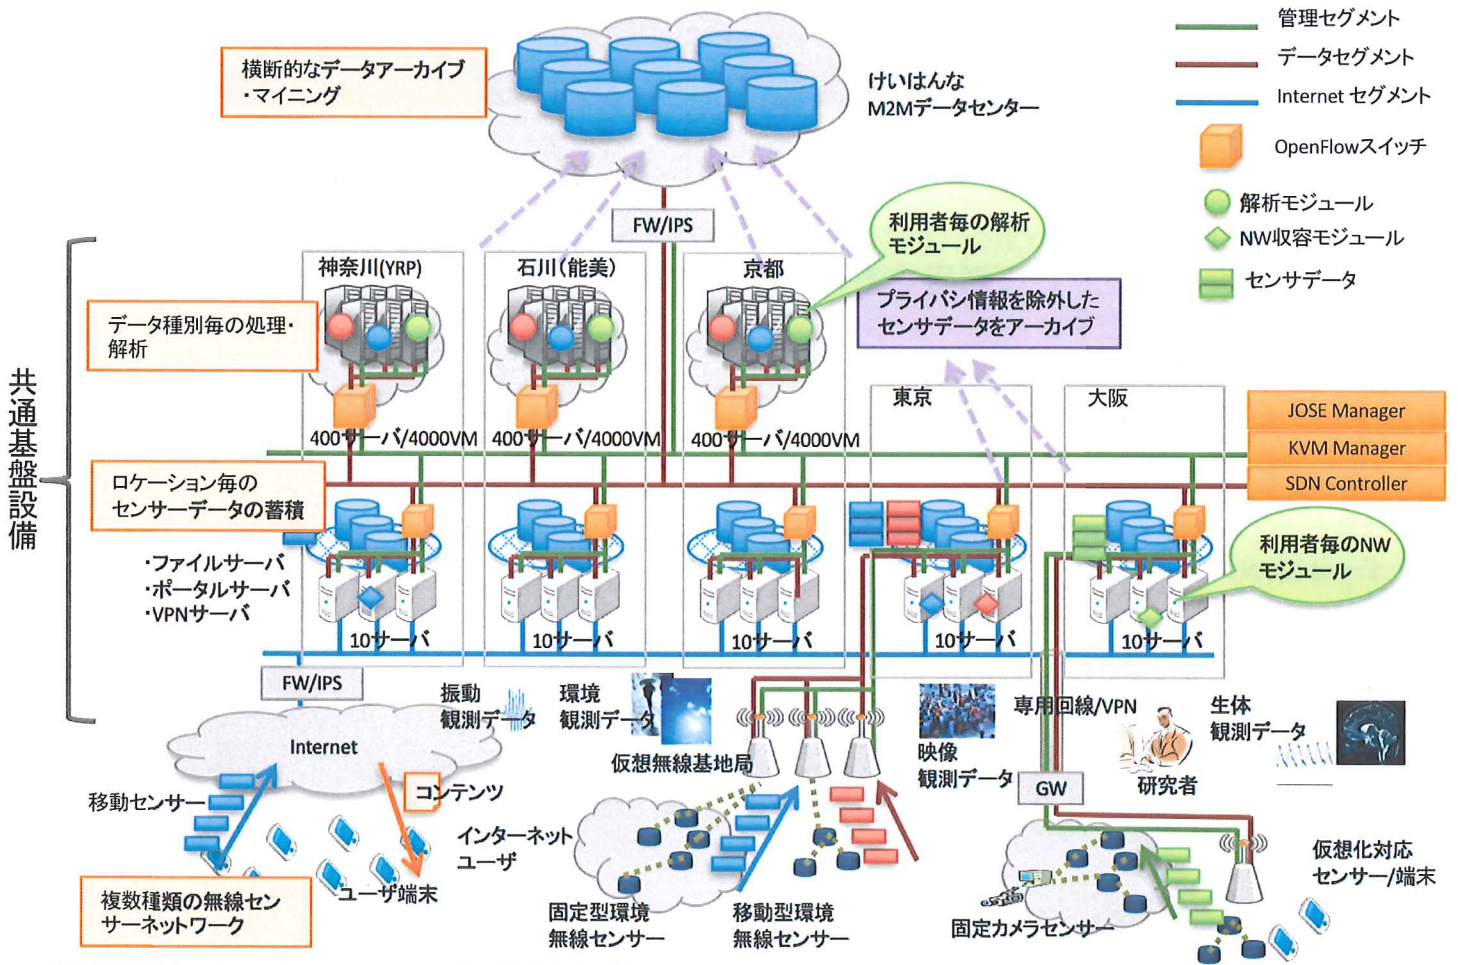 横断的なデータアーカイブ
・マイニング
けいはんな
M2Mデータセンター
管理セグメント
データセグメント
Internet セグメント
OpenFlowスイッチ
解析モジュール
NW収容モジュール
センサデータ
FW/IPS
利用者毎の解析
モジュール
神奈川(YRP)
石川(能美)
京都
プライバシ情報を除外した
センサデータをアーカイブ
データ種別毎の処理・
解析
共通基盤設備
東京
大阪
JOSE Manager
KVM Manager
SDN Controller
400サーバ/4000VM
400サーバ/4000VM
400サーバ/4000VM
ロケーション毎の
センサーデータの蓄積
・ファイルサーバ
・ポータルサーバ
・VPNサーバ
利用者毎のNW
モジュール
10サーバ
10サーバ
10サーバ
10サーバ
10サーバ
FW/IPS
振動
観測データ
環境
観測データ
仮想無線基地局
映像
観測データ
専用回線/VPN
研究者
生体
観測データ
GW
Internet
移動センサー
コンテンツ
インターネット
ユーザ
ユーザ端末
複数種類の無線セン
サーネットワーク
固定型環境
無線センサー
移動型環境
無線センサー
固定カメラセンサー
仮想化対応
センサー/端末